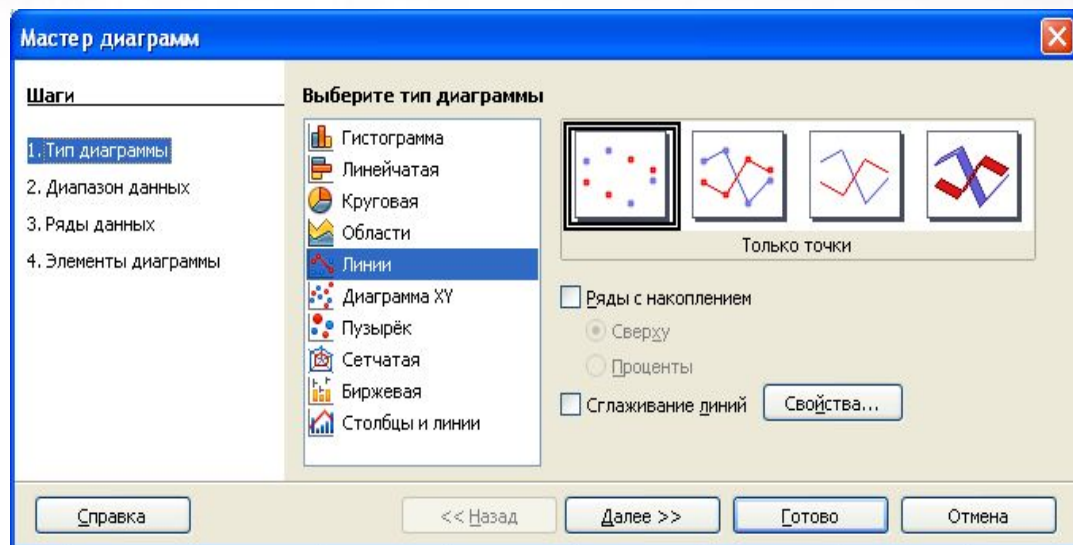 Мастер диаграмм
Шаги
1. Тип диаграммы
2. Диапазон данных
3. Ряды данных
4. Элементы диаграммы
Выберите тип диаграммы
Гистограмма
Линейчатая
Круговая
Области
Линии
Диаграмма XY
Пузырёк
Сетчатая
Биржевая
Столбцы и линии
Только точки
Ряды с накоплением
Сверху
Проценты
Сглаживание линий
Свойства...
Справка
<< Назад
Далее >>
Готово
Отмена